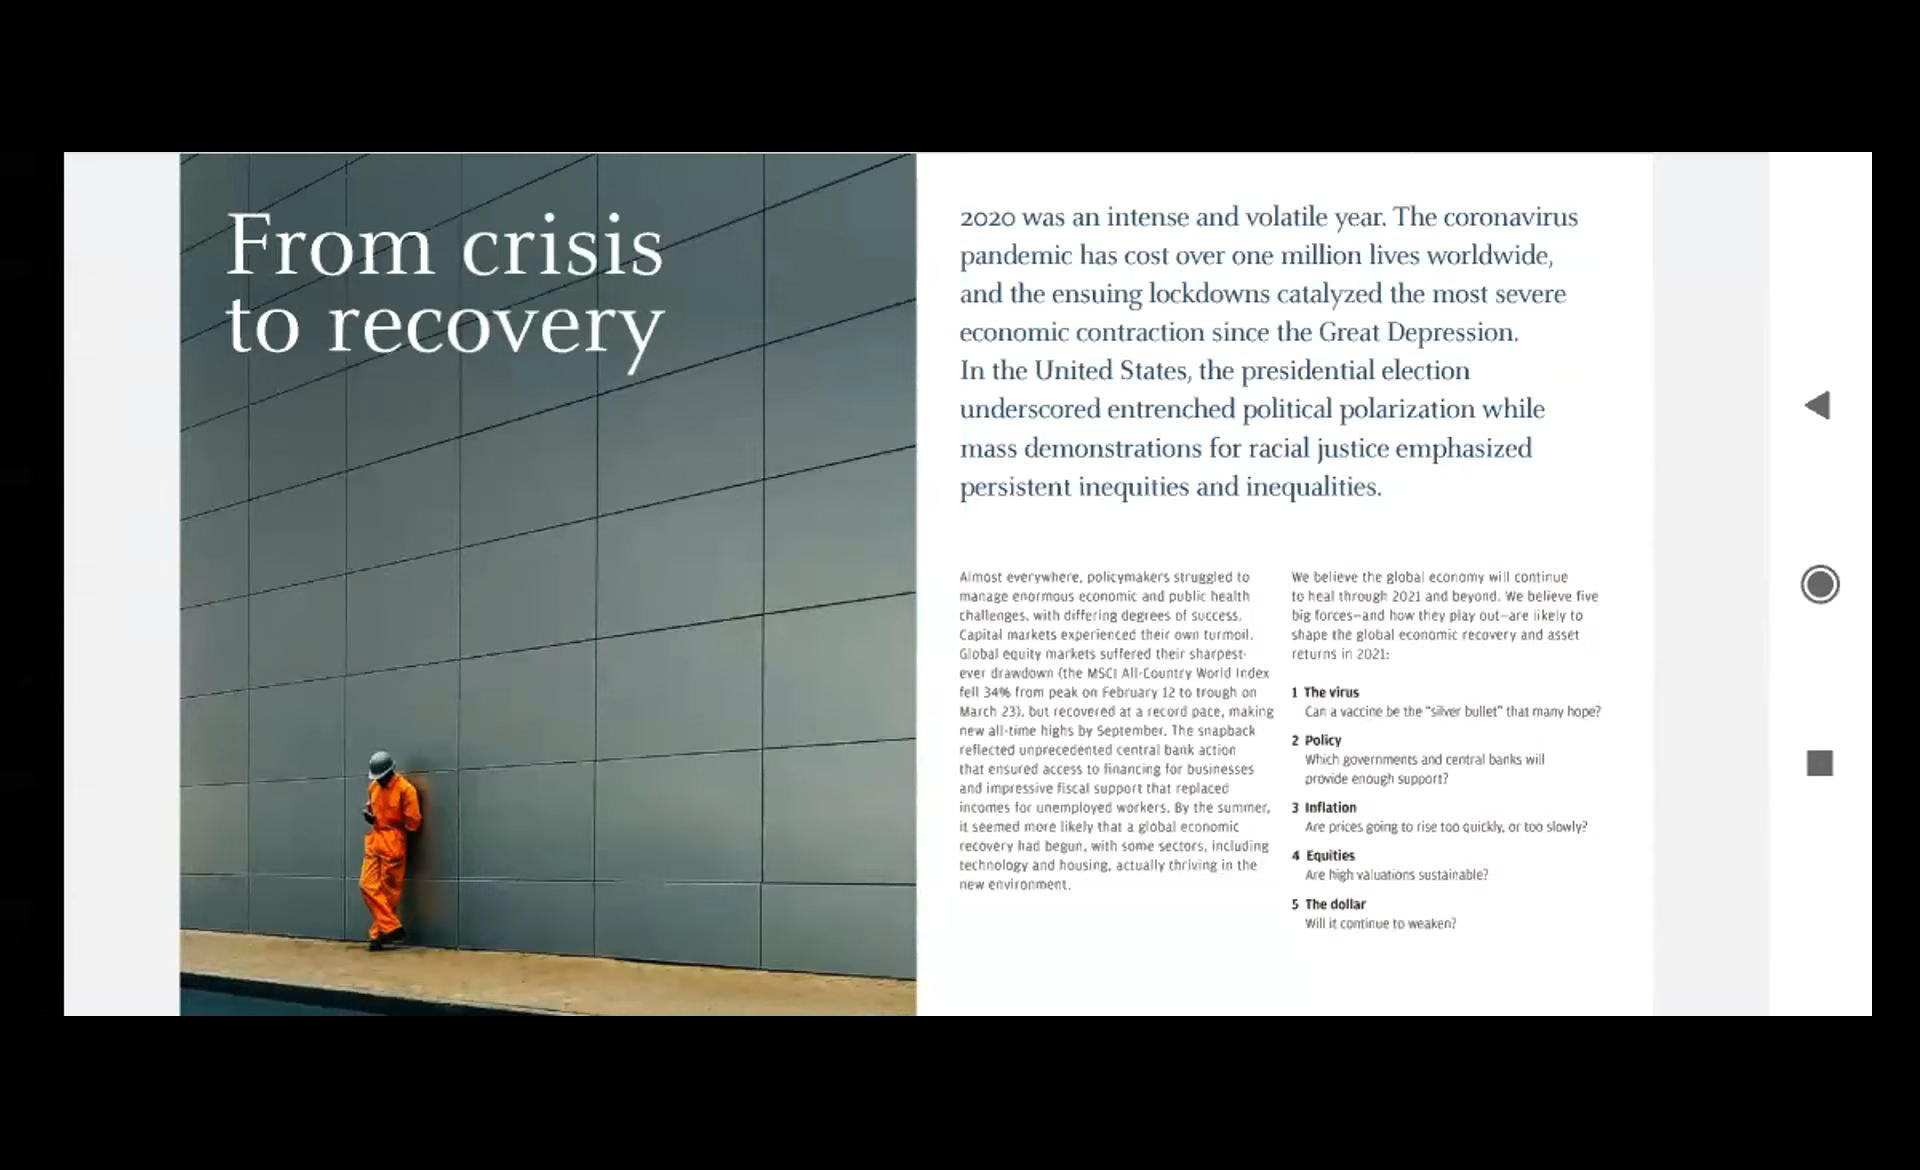 From crisis
to recovery
2020 was an intense and volatile year. The coronavirus
pandemic has cost over one million lives worldwide,
and the ensuing lockdowns catalyzed the most severe
economic contraction since the Great Depression.
In the United States, the presidential election
underscored entrenched political polarization while
mass demonstrations for racial justice emphasized
persistent inequities and inequalities.
Almost everywhere, policymakers struggled to
manage enormous economic and public health
challenges, with differing degrees of success.
Capital markets experienced their own turmoil.
Global equity markets suffered their sharpest-
ever drawdown (the MSCI All-Country World Index
fell 34% from peak on February 12 to trough on
March 23), but recovered at a record pace, making
new all-time highs by September. The snapback
reflected unprecedented central bank action
that ensured access to financing for businesses
and impressive fiscal support that replaced
incomes for unemployed workers. By the summer,
it seemed more likely that a global economic
recovery had begun, with some sectors, including
technology and housing, actually thriving in the
new environment.
We believe the global economy will continue
to heal through 2021 and beyond. We believe five
big forces—and how they play out—are likely to
shape the global economic recovery and asset
returns in 2021:
1 The virus
Can a vaccine be the "silver bullet" that many hope?
2 Policy
Which governments and central banks will
provide enough support?
3 Inflation
Are prices going to rise too quickly, or too slowly?
4 Equities
Are high valuations sustainable?
5 The dollar
Will it continue to weaken?